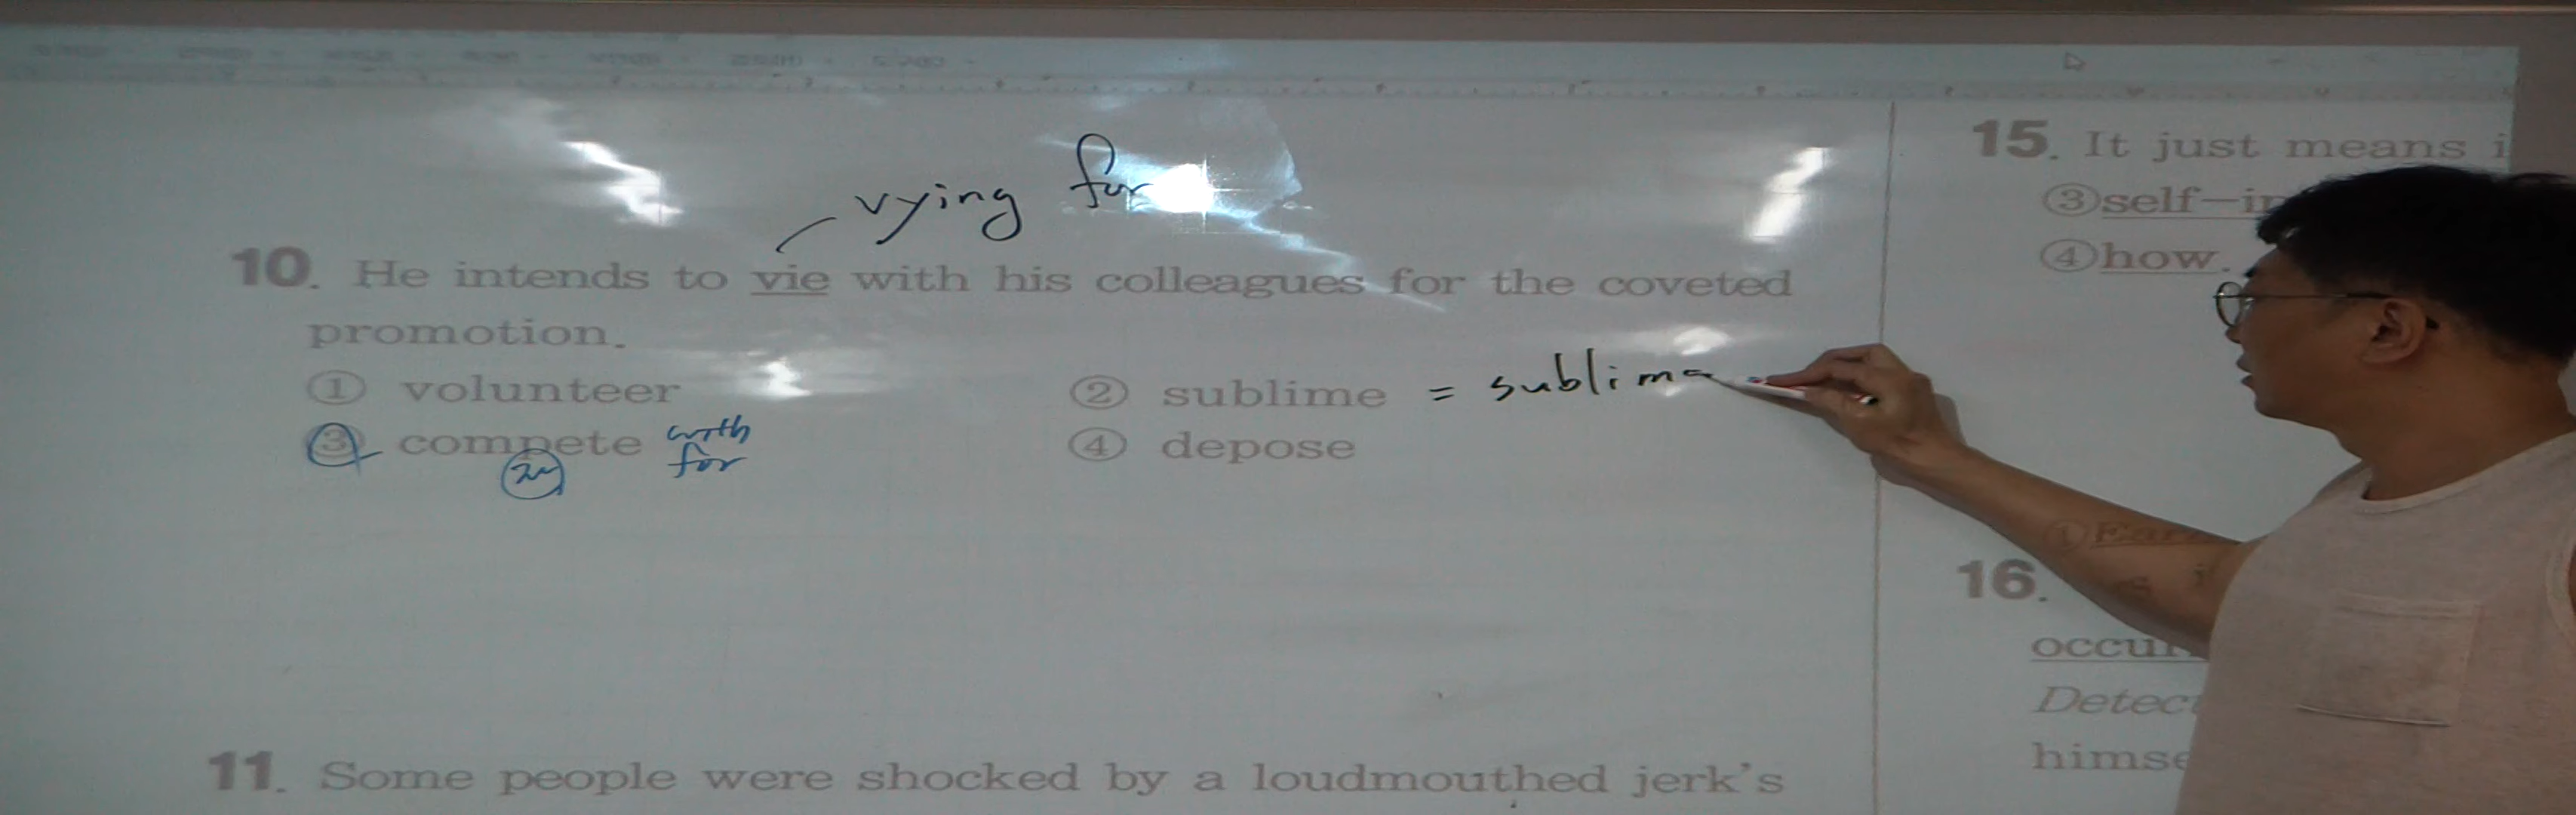 vying for
10. He intends to vie with his colleagues for the coveted
promotion.
① volunteer
② sublime = sublima
③ compete with for
④ depose
11. Some people were shocked by a loudmouthed jerk's
15. It just means i
③self-i
④how.
16.
occur
Detec
himse